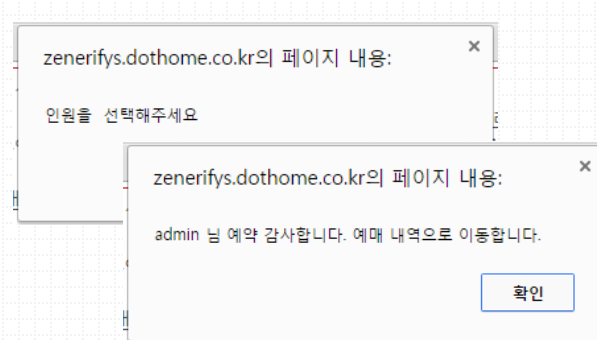 zenerifys.dothome.co.kr의 페이지 내용:
인원을 선택해주세요
zenerifys.dothome.co.kr의 페이지 내용:
admin 님 예약 감사합니다. 예매 내역으로 이동합니다.
확인